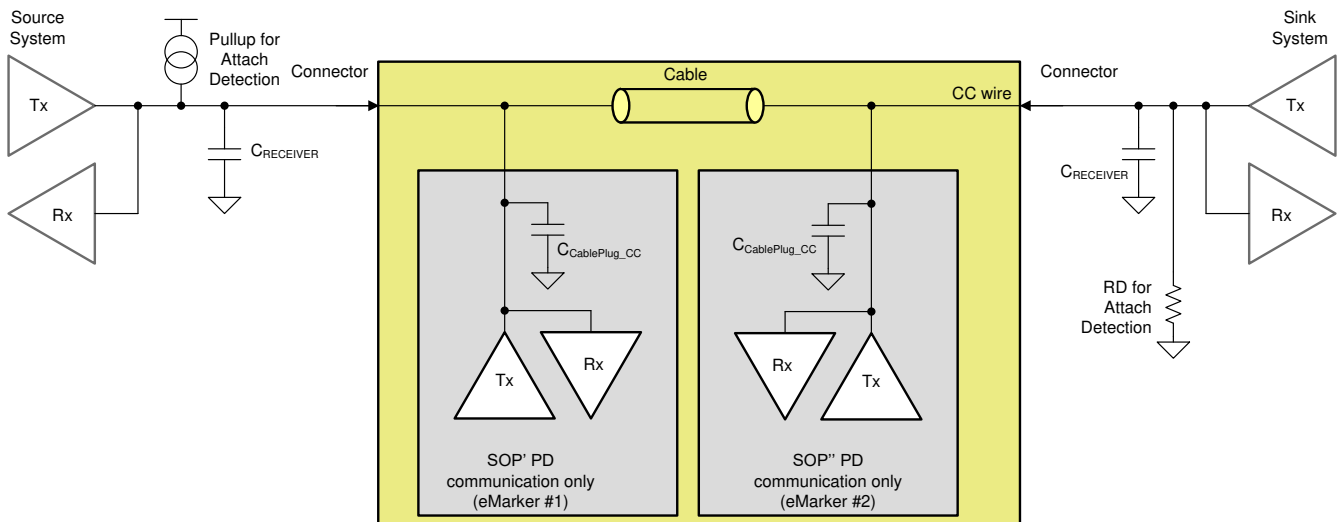 Source
System
Pullup for
Attach
Detection
Tx
Rx
CRECEIVER
Connector
Cable
CC wire
CCablePlug_CC
Tx
Rx
SOP' PD
communication only
(eMarker #1)
CCablePlug_CC
Rx
Tx
SOP'' PD
communication only
(eMarker #2)
Connector
Sink
System
Tx
CRECEIVER
Rx
RD for
Attach
Detection